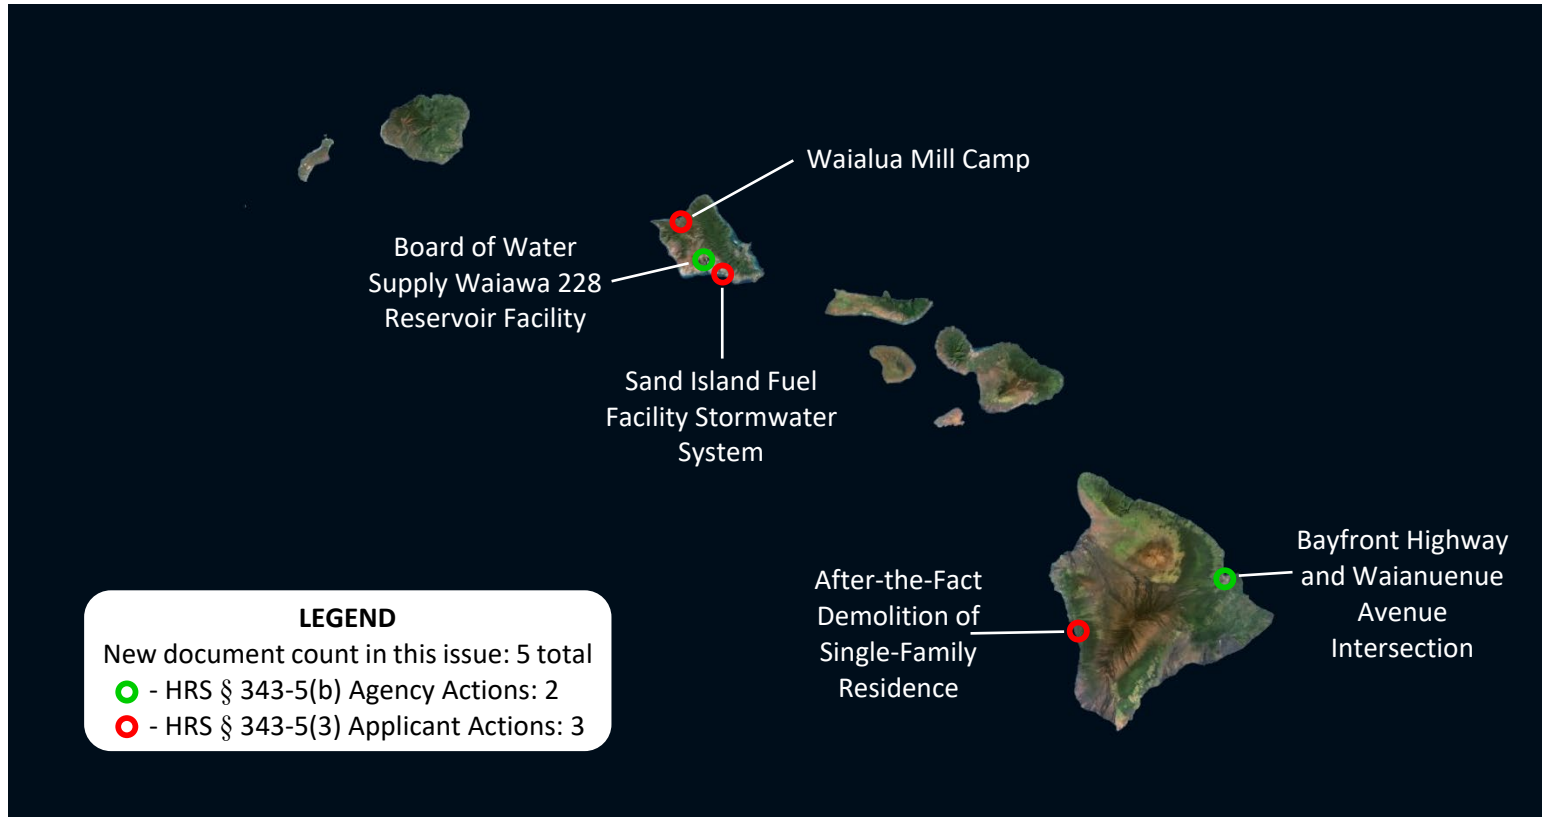 Waialua Mill Camp
Board of Water
Supply Waiawa 228
Reservoir Facility
Sand Island Fuel
Facility Stormwater
System
After-the-Fact
Demolition of
Single-Family
Residence
Bayfront Highway
and Waianuenue
Avenue
Intersection
LEGEND
New document count in this issue: 5 total
- HRS § 343-5(b) Agency Actions: 2
- HRS § 343-5(3) Applicant Actions: 3